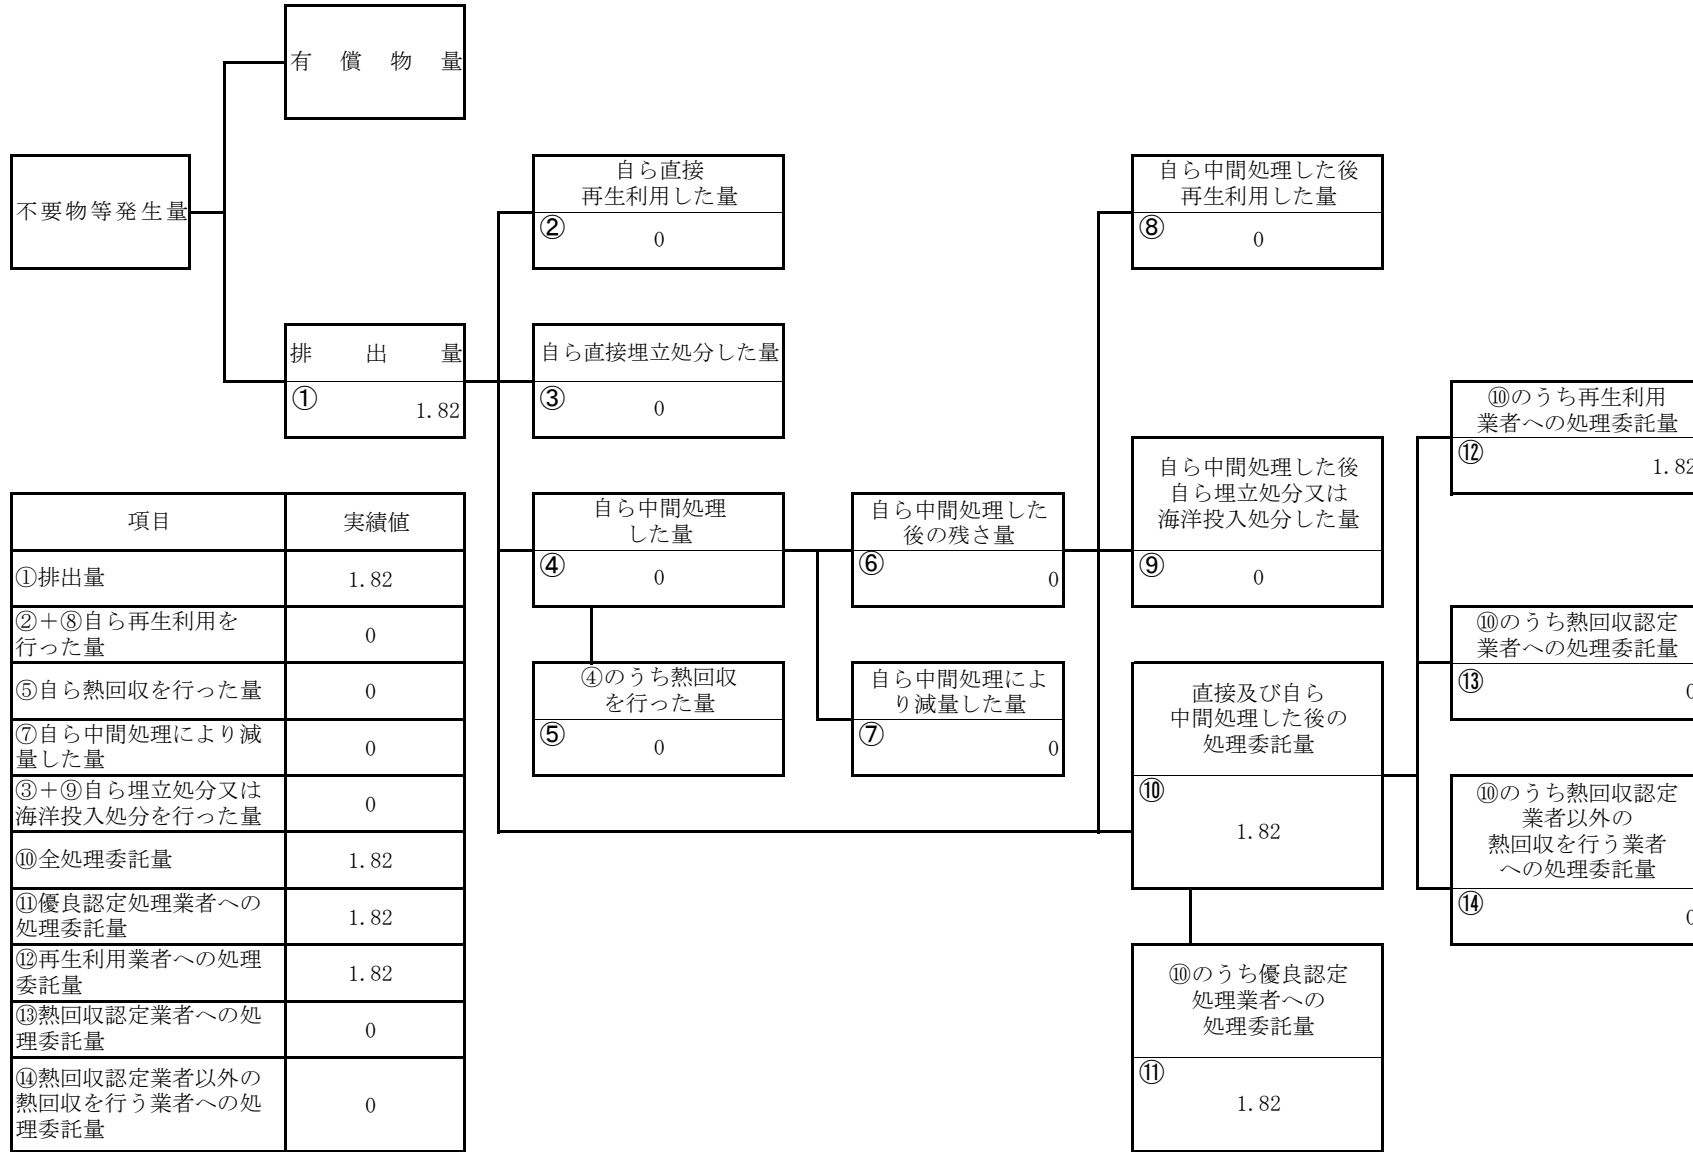 有償物量
不要物等発生量
自ら直接
再生利用した量
②
0
自ら中間処理した後
再生利用した量
⑧
0
排出量
①
1.82
自ら直接埋立処分した量
③
0
⑩のうち再生利用
業者への処理委託量
⑫
1.82
自ら中間処理した後
自ら埋立処分又は
海洋投入処分した量
⑨
0
自ら中間処理
した量
④
0
自ら中間処理した
後の残さ量
⑥
0
⑩のうち熱回収認定
業者への処理委託量
⑬
0
④のうち熱回収
を行った量
⑤
0
自ら中間処理によ
り減量した量
⑦
0
直接及び自ら
中間処理した後の
処理委託量
⑩
1.82
⑩のうち熱回収認定
業者以外の
熱回収を行う業者
への処理委託量
⑭
0
⑩のうち優良認定
処理業者への
処理委託量
⑪
1.82
項目 実績値
①排出量 1.82
②＋⑧自ら再生利用を
行った量 0
⑤自ら熱回収を行った量 0
⑦自ら中間処理により減
量した量 0
③＋⑨自ら埋立処分又は
海洋投入処分を行った量 0
⑩全処理委託量 1.82
⑪優良認定処理業者への
処理委託量 1.82
⑫再生利用業者への処理
委託量 1.82
⑬熱回収認定業者への処
理委託量 0
⑭熱回収認定業者以外の
熱回収を行う業者への処
理委託量 0